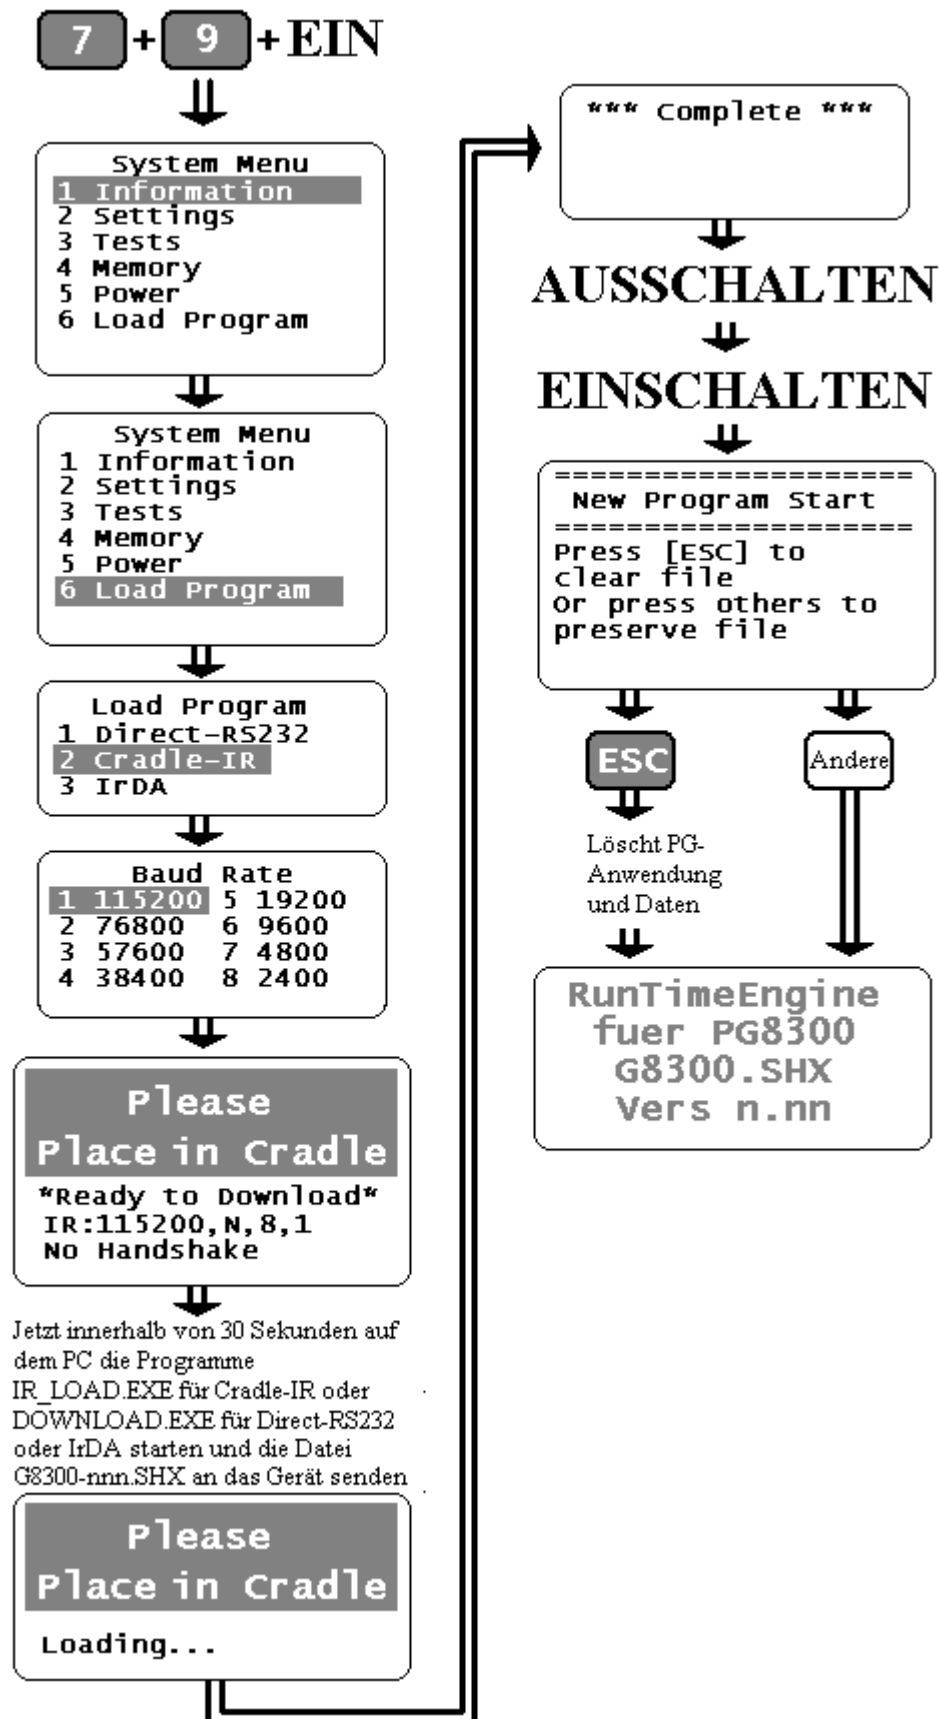 7 + 9 + EIN
System Menu
1 Information
2 Settings
3 Tests
4 Memory
5 Power
6 Load Program
System Menu
1 Information
2 Settings
3 Tests
4 Memory
5 Power
6 Load Program
Load Program
1 Direct-RS232
2 Cradle-IR
3 IrDA
Baud Rate
1 115200 5 19200
2 76800 6 9600
3 57600 7 4800
4 38400 8 2400
Please
Place in Cradle
*Ready to Download*
IR:115200,N,8,1
No Handshake
Jetzt innerhalb von 30 Sekunden auf
dem PC die Programme
IR_LOAD.EXE für Cradle-IR oder
DOWNLOAD.EXE für Direct-RS232
oder IrDA starten und die Datei
G8300-nnn.SHX an das Gerät senden
Please
Place in Cradle
Loading...
*** Complete ***
AUSSCHALTEN
EINSCHALTEN
====================
New Program Start
====================
Press [ESC] to
clear file
Or press others to
preserve file
ESC
Andere
Löscht PG-
Anwendung
und Daten
RunTimeEngine
fuer PG8300
G8300.SHX
Vers n.nn